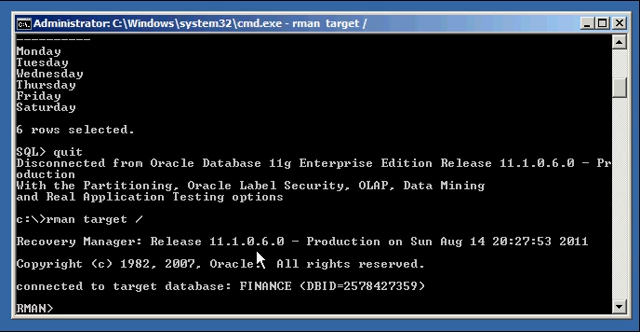 Administrator: C:\Windows\system32\cmd.exe - rman target /
----------
Monday
Tuesday
Wednesday
Thursday
Friday
Saturday
6 rows selected.
SQL> quit
Disconnected from Oracle Database 11g Enterprise Edition Release 11.1.0.6.0 - Pr
oduction
With the Partitioning, Oracle Label Security, OLAP, Data Mining
and Real Application Testing options
c:\>rman target /
Recovery Manager: Release 11.1.0.6.0 - Production on Sun Aug 14 20:27:53 2011
Copyright (c) 1982, 2007, Oracle. All rights reserved.
connected to target database: FINANCE (DBID=2578427359)
RMAN>